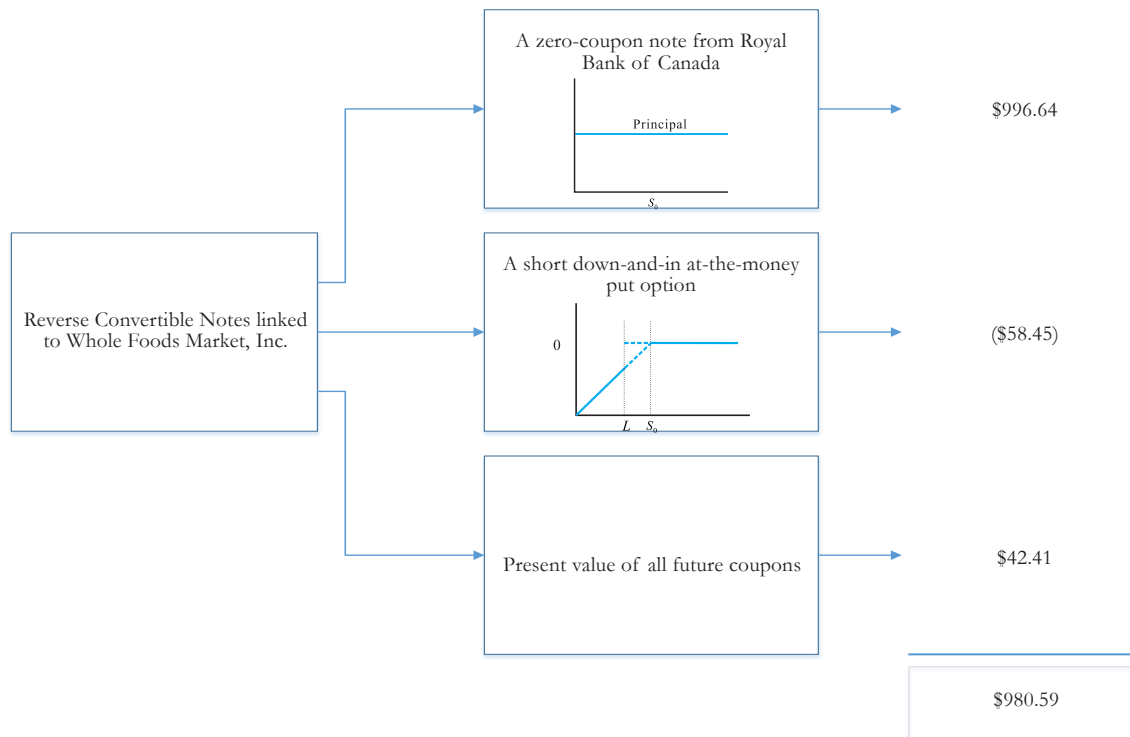 A zero-coupon note from Royal
Bank of Canada
Principal
S₀
$996.64
Reverse Convertible Notes linked
to Whole Foods Market, Inc.
A short down-and-in at-the-money
put option
0
L S₀
($58.45)
Present value of all future coupons
$42.41
$980.59